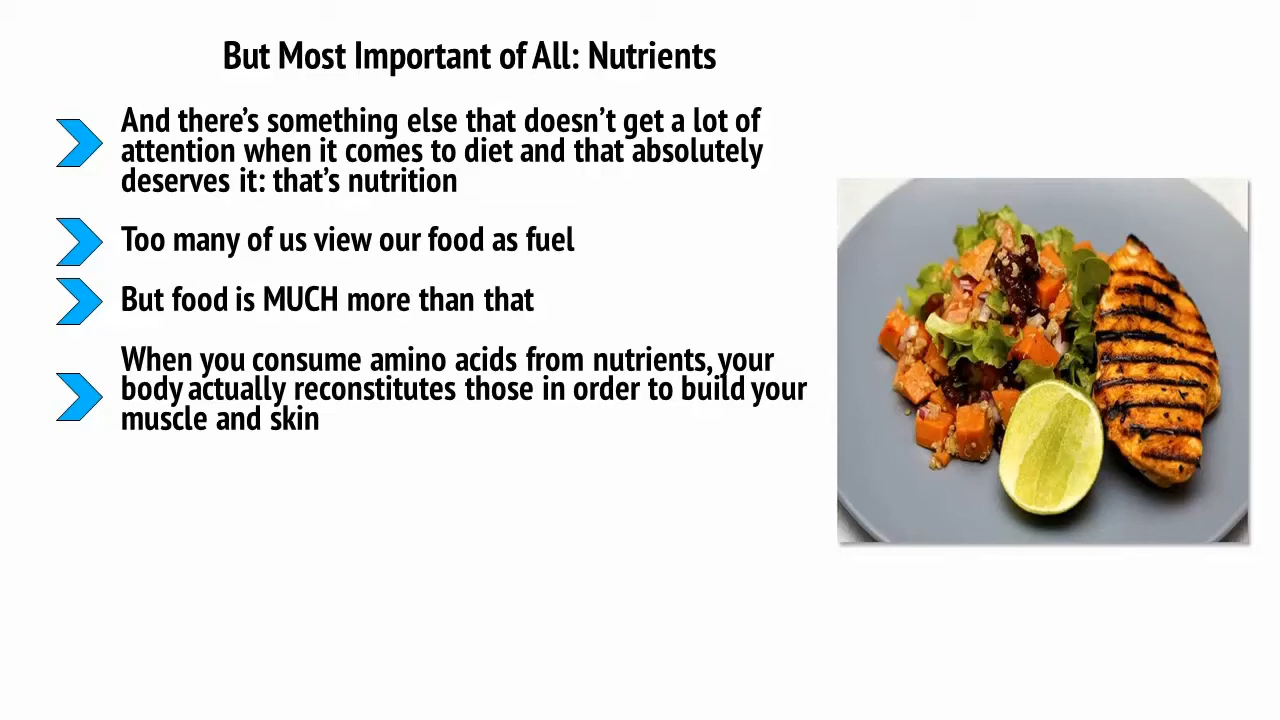 But Most Important of All: Nutrients
And there's something else that doesn't get a lot of
attention when it comes to diet and that absolutely
deserves it: that's nutrition
Too many of us view our food as fuel
But food is MUCH more than that
When you consume amino acids from nutrients, your
body actually reconstitutes those in order to build your
muscle and skin